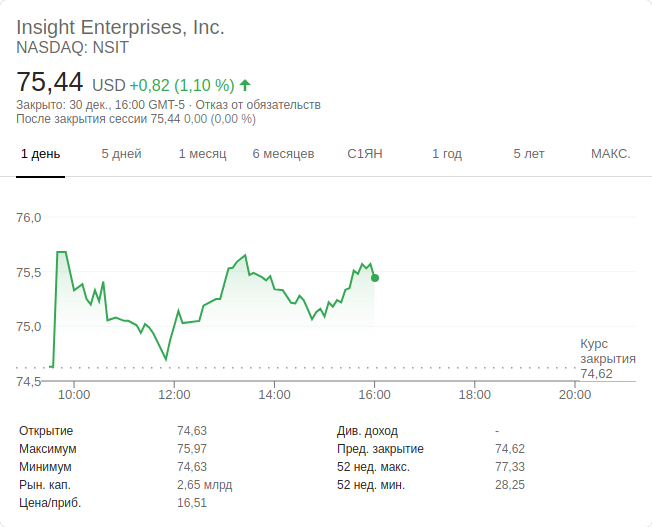 Insight Enterprises, Inc.
NASDAQ: NSIT
75,44 USD +0,82 (1,10 %)
Закрыто: 30 дек., 16:00 GMT-5 · Отказ от обязательств
После закрытия сессии 75,44 0,00 (0,00 %)
1 день 5 дней 1 месяц 6 месяцев С1ЯН 1 год 5 лет МАКС.
76,0
75,5
75,0
Курс
закрытия
74,62
74,5
10:00 12:00 14:00 16:00 18:00 20:00
Открытие 74,63 Див. доход -
Максимум 75,97 Пред. закрытие 74,62
Минимум 74,63 52 нед. макс. 77,33
Рын. кап. 2,65 млрд 52 нед. мин. 28,25
Цена/приб. 16,51